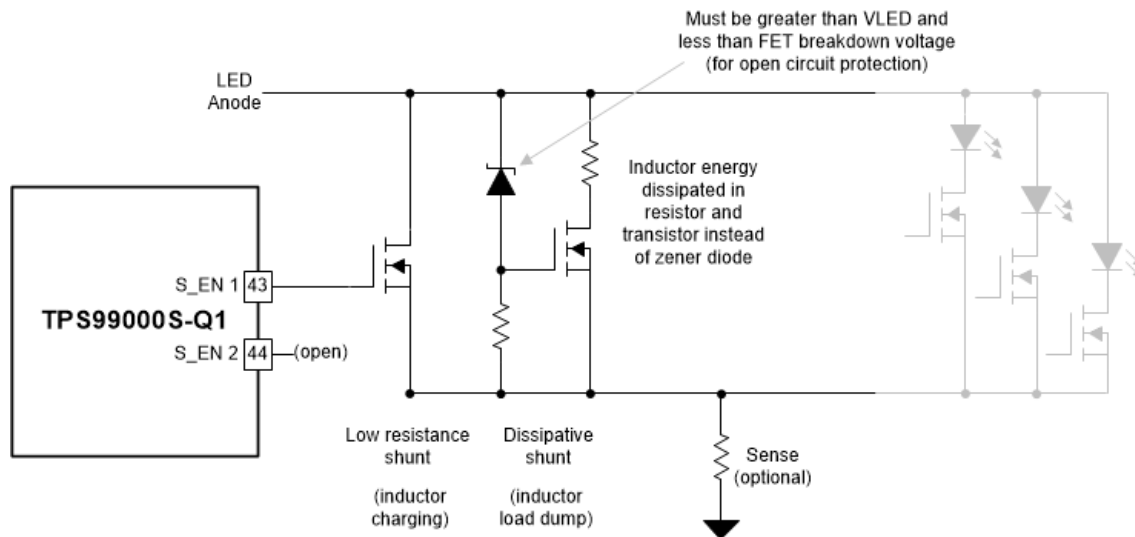 Must be greater than VLED and
less than FET breakdown voltage
(for open circuit protection)
LED
Anode
Inductor energy
dissipated in
resistor and
transistor instead
of zener diode
S_EN 1
43
TPS99000S-Q1
S_EN 2
44
(open)
Low resistance
shunt
(inductor
charging)
Dissipative
shunt
(inductor
load dump)
Sense
(optional)